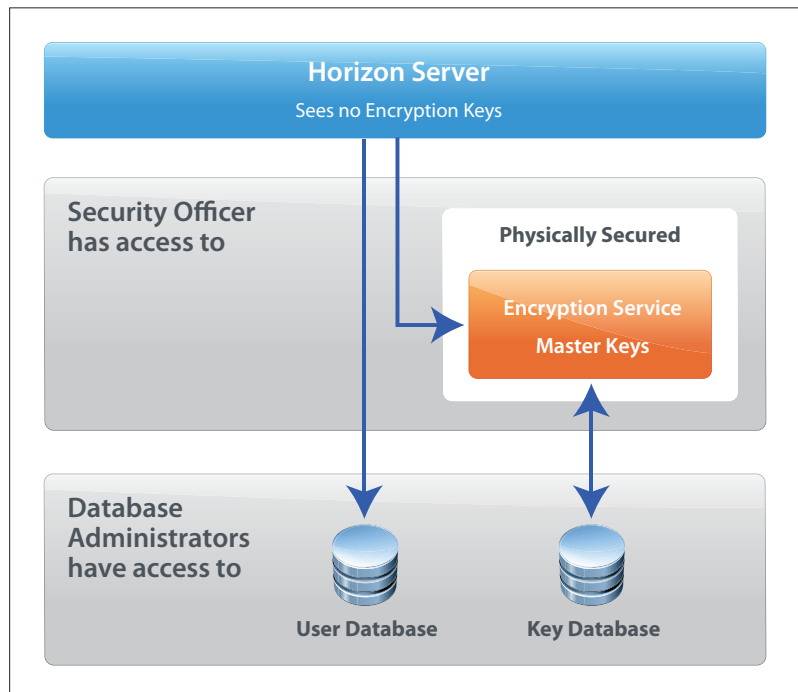 Horizon Server
Sees no Encryption Keys
Security Officer
has access to
Physically Secured
Encryption Service
Master Keys
Database
Administrators
have access to
User Database
Key Database